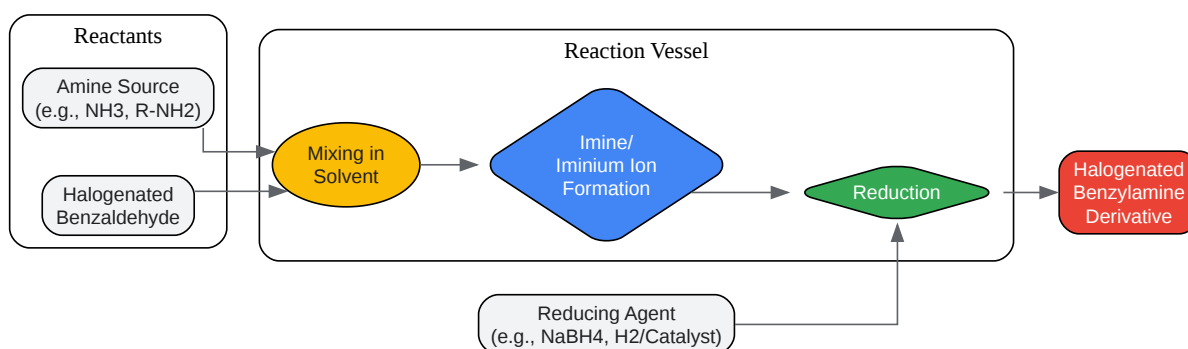 Reactants
Amine Source
(e.g., NH3, R-NH2)
Halogenated
Benzaldehyde
Reaction Vessel
Mixing in
Solvent
Imine/
Iminium Ion
Formation
Reduction
Halogenated
Benzylamine
Derivative
Reducing Agent
(e.g., NaBH4, H2/Catalyst)